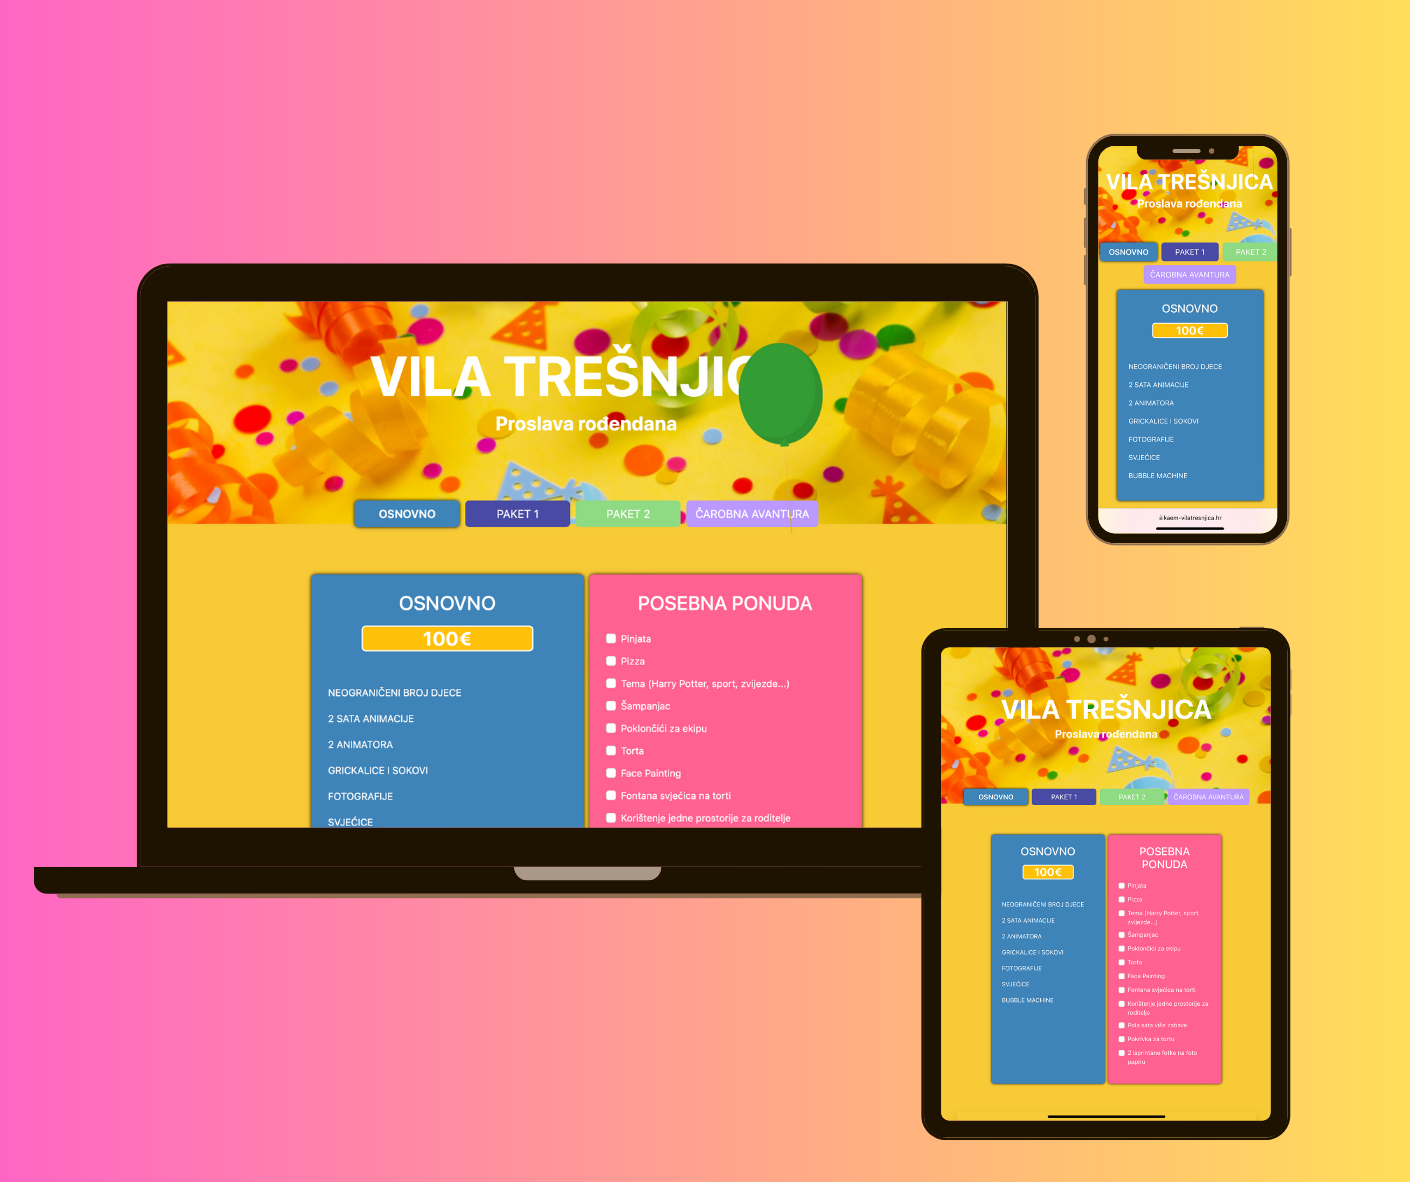 VILA TREŠNJIC
Proslava rođendana
OSNOVNO
PAKET 1
PAKET 2
ČAROBNA AVANTURA
OSNOVNO
100€
NEOGRANIČENI BROJ DJECE
2 SATA ANIMACIJE
2 ANIMATORA
GRICKALICE I SOKOVI
FOTOGRAFIJE
SVJEĆICE
POSEBNA PONUDA
Pinjata
Pizza
Tema (Harry Potter, sport, zvijezde...)
Šampanjac
Poklončići za ekipu
Torta
Face Painting
Fontana svjećica na torti
Korištenje jedne prostorije za roditelje
VILA TREŠNJICA
Proslava rođendana
OSNOVNO
PAKET 1
PAKET 2
ČAROBNA AVANTURA
OSNOVNO
100€
NEOGRANIČENI BROJ DJECE
2 SATA ANIMACIJE
2 ANIMATORA
GRICKALICE I SOKOVI
FOTOGRAFIJE
SVJEĆICE
BUBBLE MACHINE
kaem-vilatresnjica.hr
VILA TREŠNJICA
Proslava rođendana
OSNOVNO
PAKET 1
PAKET 2
ČAROBNA AVANTURA
OSNOVNO
100€
NEOGRANIČENI BROJ DJECE
2 SATA ANIMACIJE
2 ANIMATORA
GRICKALICE I SOKOVI
FOTOGRAFIJE
SVJEĆICE
BUBBLE MACHINE
POSEBNA
PONUDA
Pinjata
Pizza
Tema (Harry Potter, sport,
zvijezde...)
Šampanjac
Poklončići za ekipu
Torta
Face Painting
Fontana svjećica na torti
Korištenje jedne prostorije za
roditelje
Pola sata više zabave
Pokrivka za tortu
2 isprintane fotke na foto
papiru